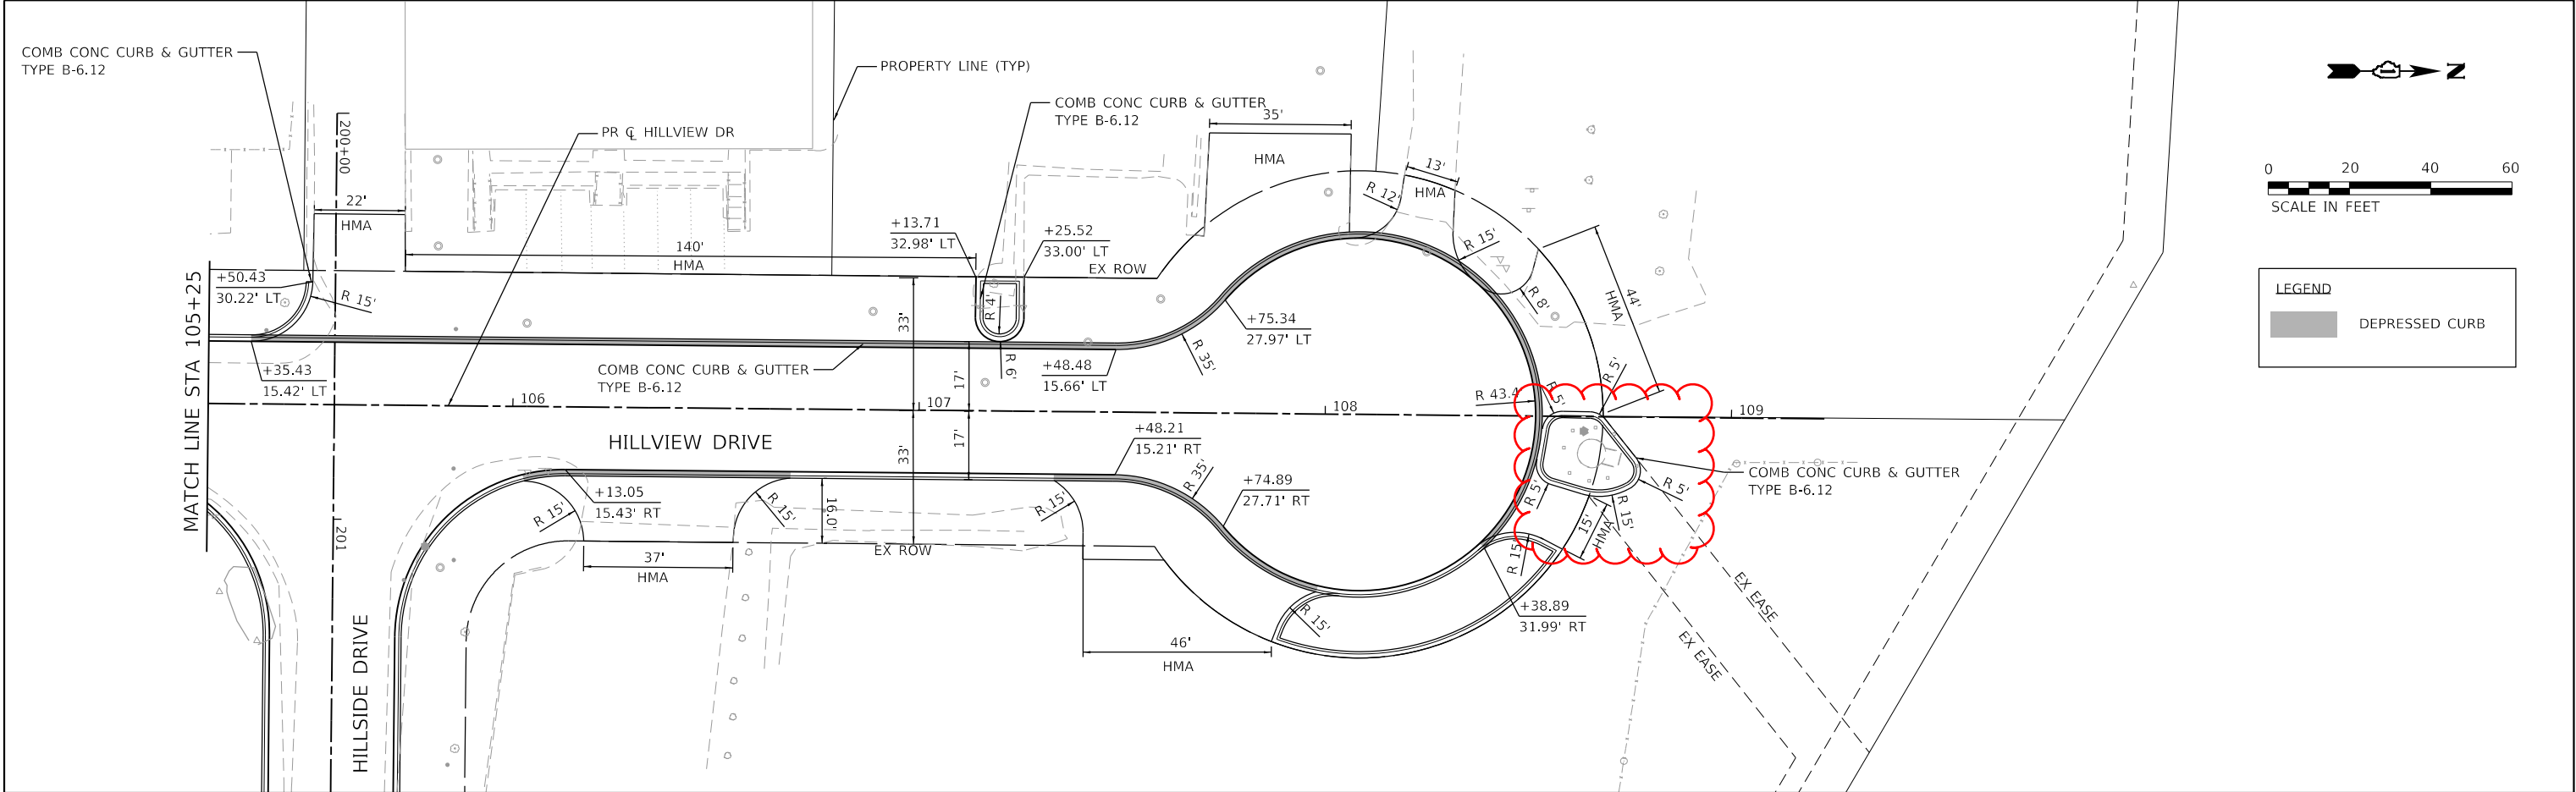 COMB CONC CURB & GUTTER
TYPE B-6.12
200+00
22'
HMA
PR ℄ HILLVIEW DR
PROPERTY LINE (TYP)
COMB CONC CURB & GUTTER
TYPE B-6.12
35'
HMA
13'
HMA
R 12'
R 15'
R 8'
44'
HMA
N
0 20 40 60
SCALE IN FEET
LEGEND
DEPRESSED CURB
MATCH LINE STA 105+25
+50.43
30.22' LT
R 15'
140'
HMA
+13.71
32.98' LT
+25.52
33.00' LT
EX ROW
R 4'
R 6'
33'
17'
+35.43
15.42' LT
COMB CONC CURB & GUTTER
TYPE B-6.12
+48.48
15.66' LT
R 35'
+75.34
27.97' LT
R 43.4
R 5'
R 5'
106
107
108
109
HILLVIEW DRIVE
33'
17'
+48.21
15.21' RT
R 35'
+74.89
27.71' RT
COMB CONC CURB & GUTTER
TYPE B-6.12
R 5'
R 5'
R 15'
15'
HMA
R 15'
+38.89
31.99' RT
EX EASE
EX EASE
201
+13.05
15.43' RT
R 15'
R 15'
16.0'
R 15'
EX ROW
37'
HMA
R 15'
46'
HMA
HILLSIDE DRIVE